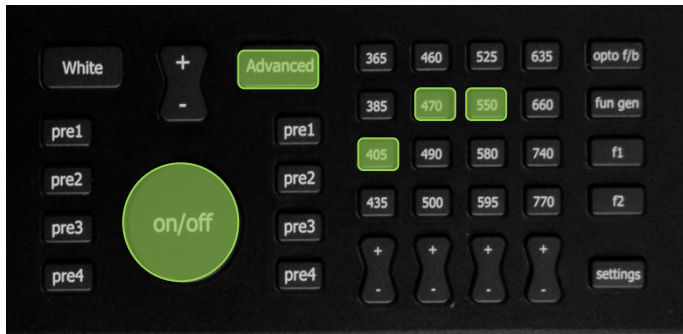 White + Advanced 365 460 525 635 opto f/b
-
385 470 550 660 fun gen
pre1 pre1
405 490 580 740 f1
pre2 pre2
435 500 595 770 f2
on/off
pre3 pre3
+ + + +
pre4 pre4 settings
- - - -